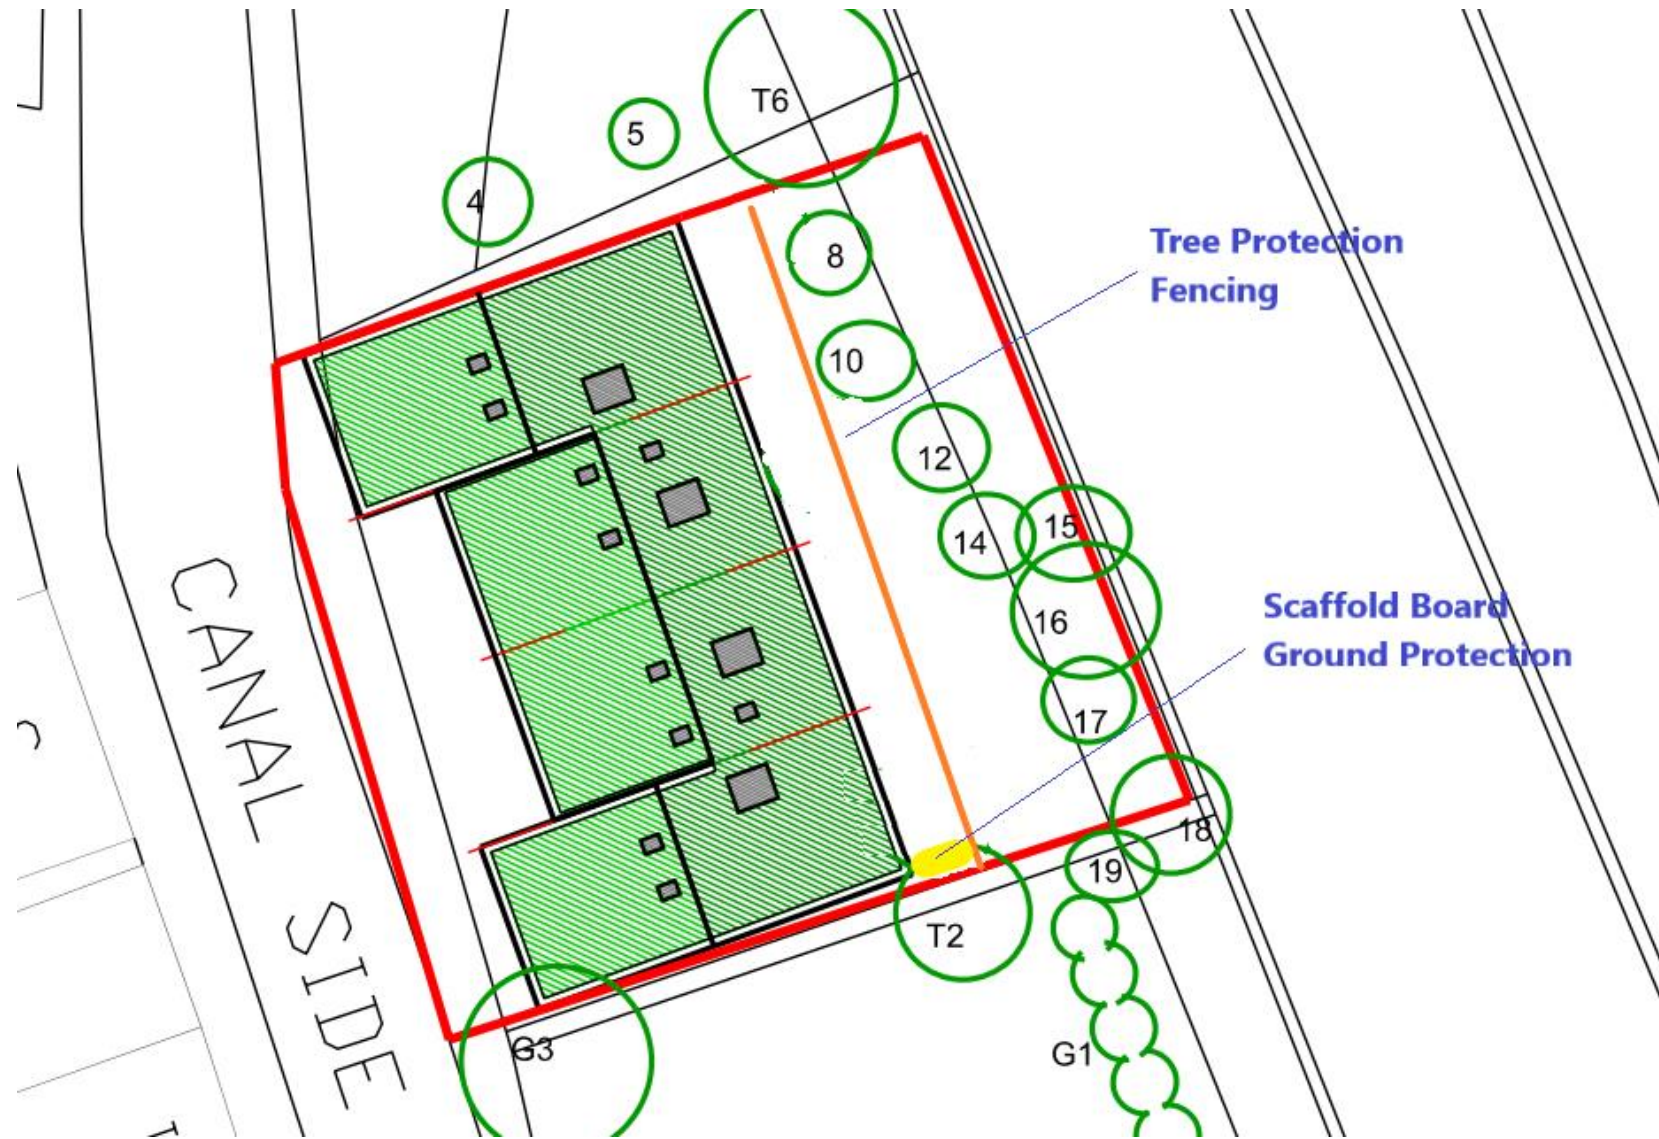 T6
5
4
Tree Protection
Fencing
8
10
12
14
15
16
17
Scaffold Board
Ground Protection
CANAL SIDE
18
19
T2
G3
G1